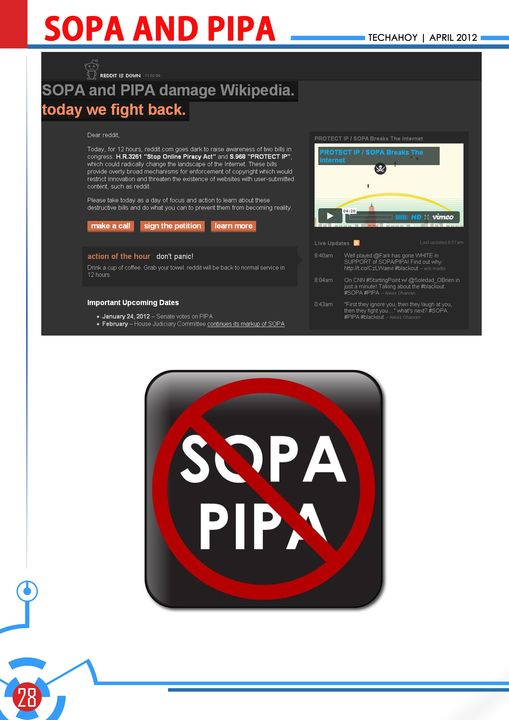 SOPA AND PIPA
TECHAHOY | APRIL 2012
REDDIT IS DOWN
SOPA and PIPA damage Wikipedia.
today we fight back.
Dear reddit,
Today, for 12 hours, reddit.com goes dark to raise awareness of two bills in
congress: H.R.3261 "Stop Online Piracy Act" and S.968 "PROTECT IP",
which could radically change the landscape of the Internet. These bills
provide overly broad mechanisms for enforcement of copyright which would
restrict innovation and threaten the existence of websites with user-submitted
content, such as reddit.
Please take today as a day of focus and action to learn about these
destructive bills and do what you can to prevent them from becoming reality.
make a call sign the petition learn more
action of the hour don't panic!
Drink a cup of coffee. Grab your towel. reddit will be back to normal service in
12 hours.
Important Upcoming Dates
• January 24, 2012 – Senate votes on PIPA
• February – House Judiciary Committee continues its markup of SOPA
PROTECT IP / SOPA Breaks The Internet
PROTECT IP / SOPA Breaks The
Internet
04:20
HD
vimeo
Live Updates
Last updated 8:57am
8:40am Well played @Fark has gone WHITE in
SUPPORT of SOPA/PIPA! Find out why
#blackout
8:04am On CNN #StartingPoint w/ @Soledad_OBrien in
just a minute! Talking about the #blackout.
#SOPA #PIPA – Alexis Ohanian
0:43am "First they ignore you, then they laugh at you,
then they fight you..." what's next? #SOPA
#PIPA #blackout – Alexis Ohanian
SOPA
PIPA
28